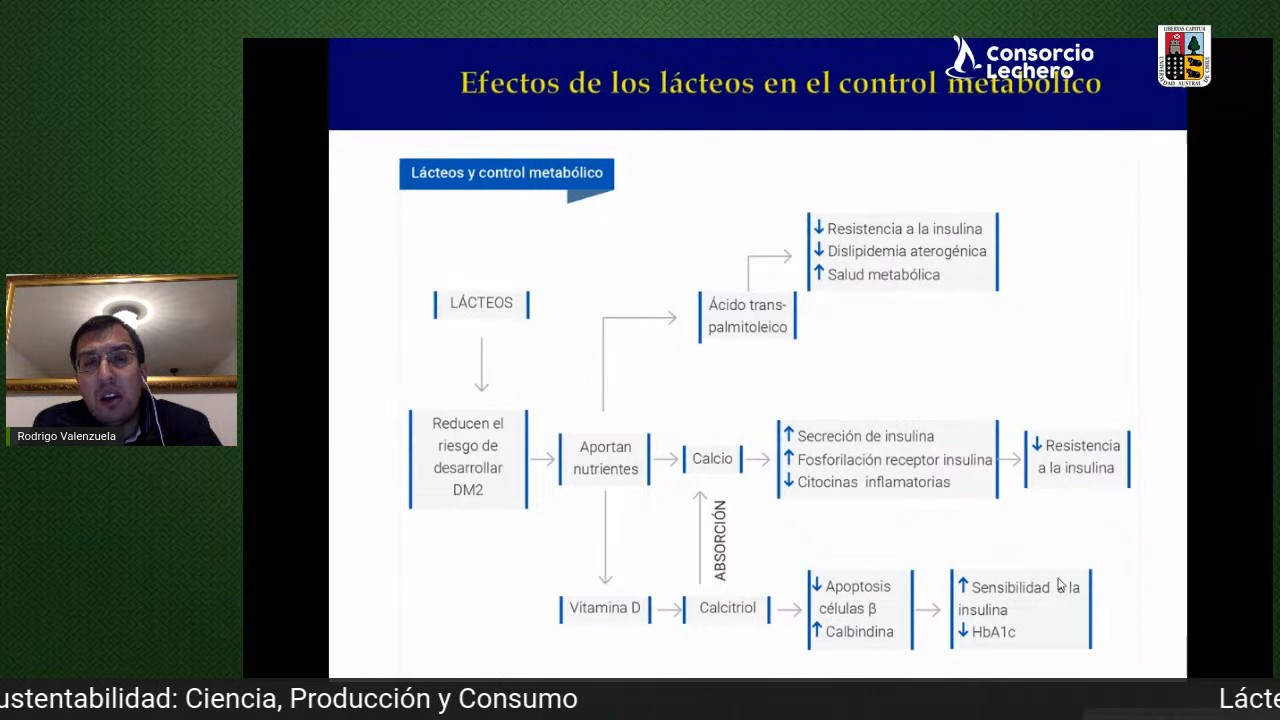 Consorcio
Lechero
LIBERTAS CAPITUR
Efectos de los lácteos en el control metabólico
Lácteos y control metabólico
LÁCTEOS
Reducen el
riesgo de
desarrollar
DM2
Aportan
nutrientes
Ácido trans-
palmitoleico
↓ Resistencia a la insulina
↓ Dislipidemia aterogénica
↑ Salud metabólica
Calcio
↑ Secreción de insulina
↑ Fosforilación receptor insulina
↓ Citocinas inflamatorias
↓ Resistencia
a la insulina
ABSORCIÓN
Vitamina D
Calcitriol
↓ Apoptosis
células β
↑ Calbindina
↑ Sensibilidad a la
insulina
↓ HbA1c
Rodrigo Valenzuela
ustentabilidad: Ciencia, Producción y Consumo
Lácte